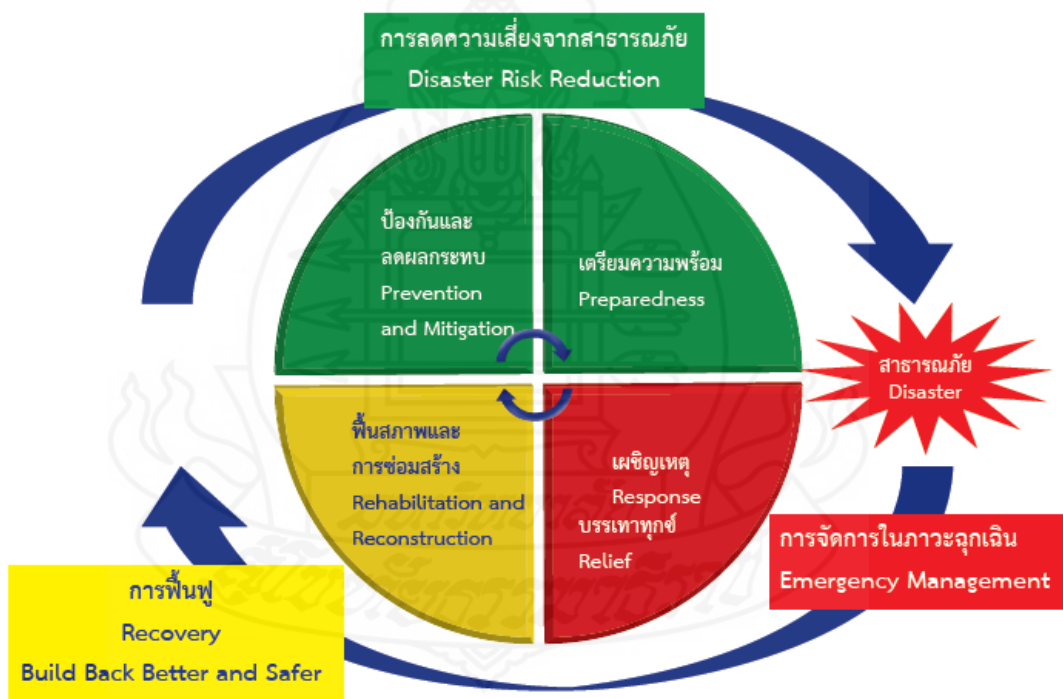 การลดความเสี่ยงจากสาธารณภัย
Disaster Risk Reduction
ป้องกันและ
ลดผลกระทบ
Prevention
and Mitigation
เตรียมความพร้อม
Preparedness
สาธารณภัย
Disaster
ฟื้นสภาพและ
การซ่อมสร้าง
Rehabilitation and
Reconstruction
เผชิญเหตุ
Response
บรรเทาทุกข์
Relief
การจัดการในภาวะฉุกเฉิน
Emergency Management
การฟื้นฟู
Recovery
Build Back Better and Safer